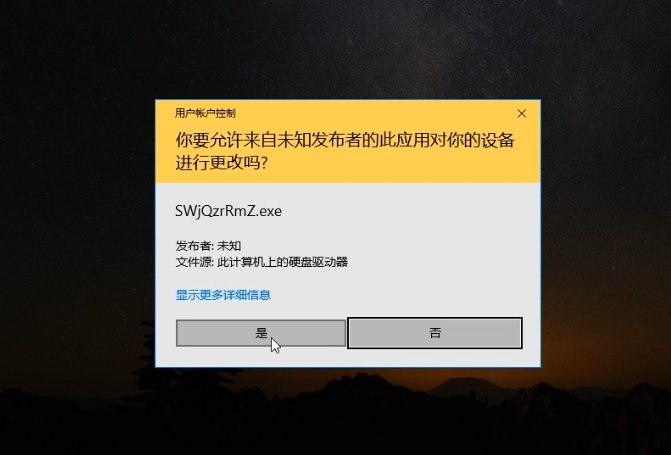 用户帐户控制
你要允许来自未知发布者的此应用对你的设备
进行更改吗?
SWjQzrRmZ.exe
发布者: 未知
文件源: 此计算机上的硬盘驱动器
显示更多详细信息
是
否